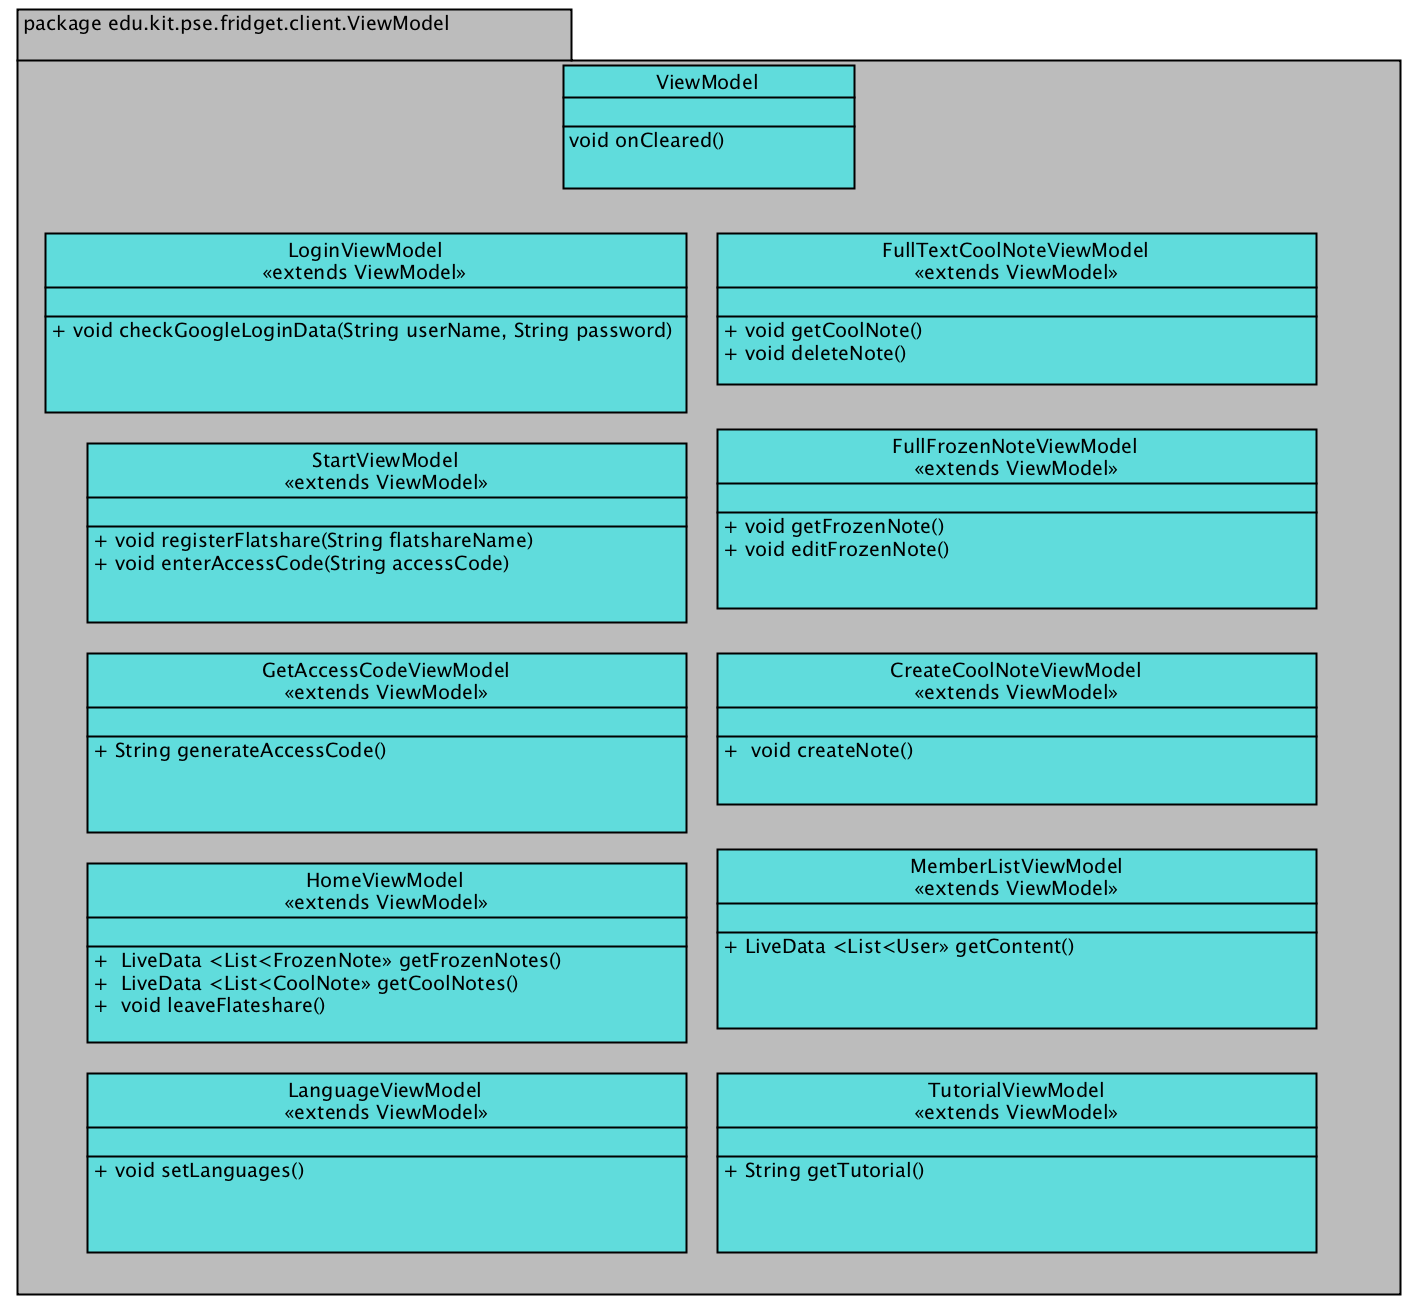 package edu.kit.pse.fridget.client.ViewModel
ViewModel
void onCleared()
LoginViewModel
«extends ViewModel»
+ void checkGoogleLoginData(String userName, String password)
StartViewModel
«extends ViewModel»
+ void registerFlatshare(String flatshareName)
+ void enterAccessCode(String accessCode)
GetAccessCodeViewModel
«extends ViewModel»
+ String generateAccessCode()
HomeViewModel
«extends ViewModel»
+  LiveData <List<FrozenNote» getFrozenNotes()
+  LiveData <List<CoolNote» getCoolNotes()
+  void leaveFlateshare()
LanguageViewModel
«extends ViewModel»
+ void setLanguages()
FullTextCoolNoteViewModel
«extends ViewModel»
+ void getCoolNote()
+ void deleteNote()
FullFrozenNoteViewModel
«extends ViewModel»
+ void getFrozenNote()
+ void editFrozenNote()
CreateCoolNoteViewModel
«extends ViewModel»
+  void createNote()
MemberListViewModel
«extends ViewModel»
+ LiveData <List<User» getContent()
TutorialViewModel
«extends ViewModel»
+ String getTutorial()